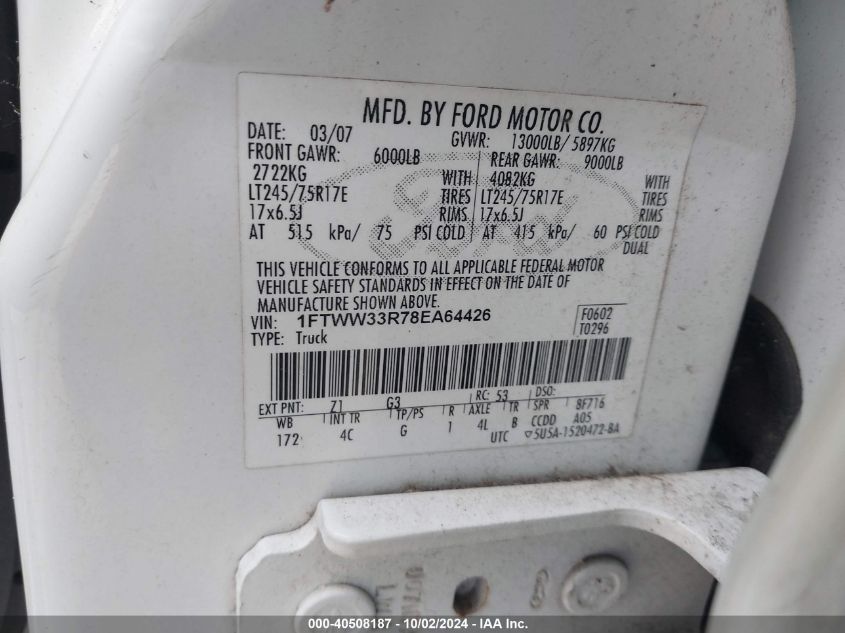 MFD. BY FORD MOTOR CO.
DATE: 03/07 GVWR: 13000LB/ 5897KG
FRONT GAWR: 6000LB REAR GAWR: 9000LB
2722KG WITH 4082KG WITH
LT245/75R17E TIRES LT245/75R17E TIRES
17x6.5J RIMS 17x6.5J RIMS
AT 515 kPa/ 75 PSI COLD AT 415 kPa/ 60 PSI COLD
DUAL
Ford
THIS VEHICLE CONFORMS TO ALL APPLICABLE FEDERAL MOTOR
VEHICLE SAFETY STANDARDS IN EFFECT ON THE DATE OF
MANUFACTURE SHOWN ABOVE.
VIN: 1FTWW33R78EA64426 F0602
TYPE: Truck T0296
EXT PNT: Z1 G3 RC: 53 DSO:
WB INT TR TP/PS R AXLE TR SPR 8F716
172 4C G 1 4L B CCDD A05
UTC ▽5U5A-1520472-BA
000-40508187 - 10/02/2024 - IAA Inc.